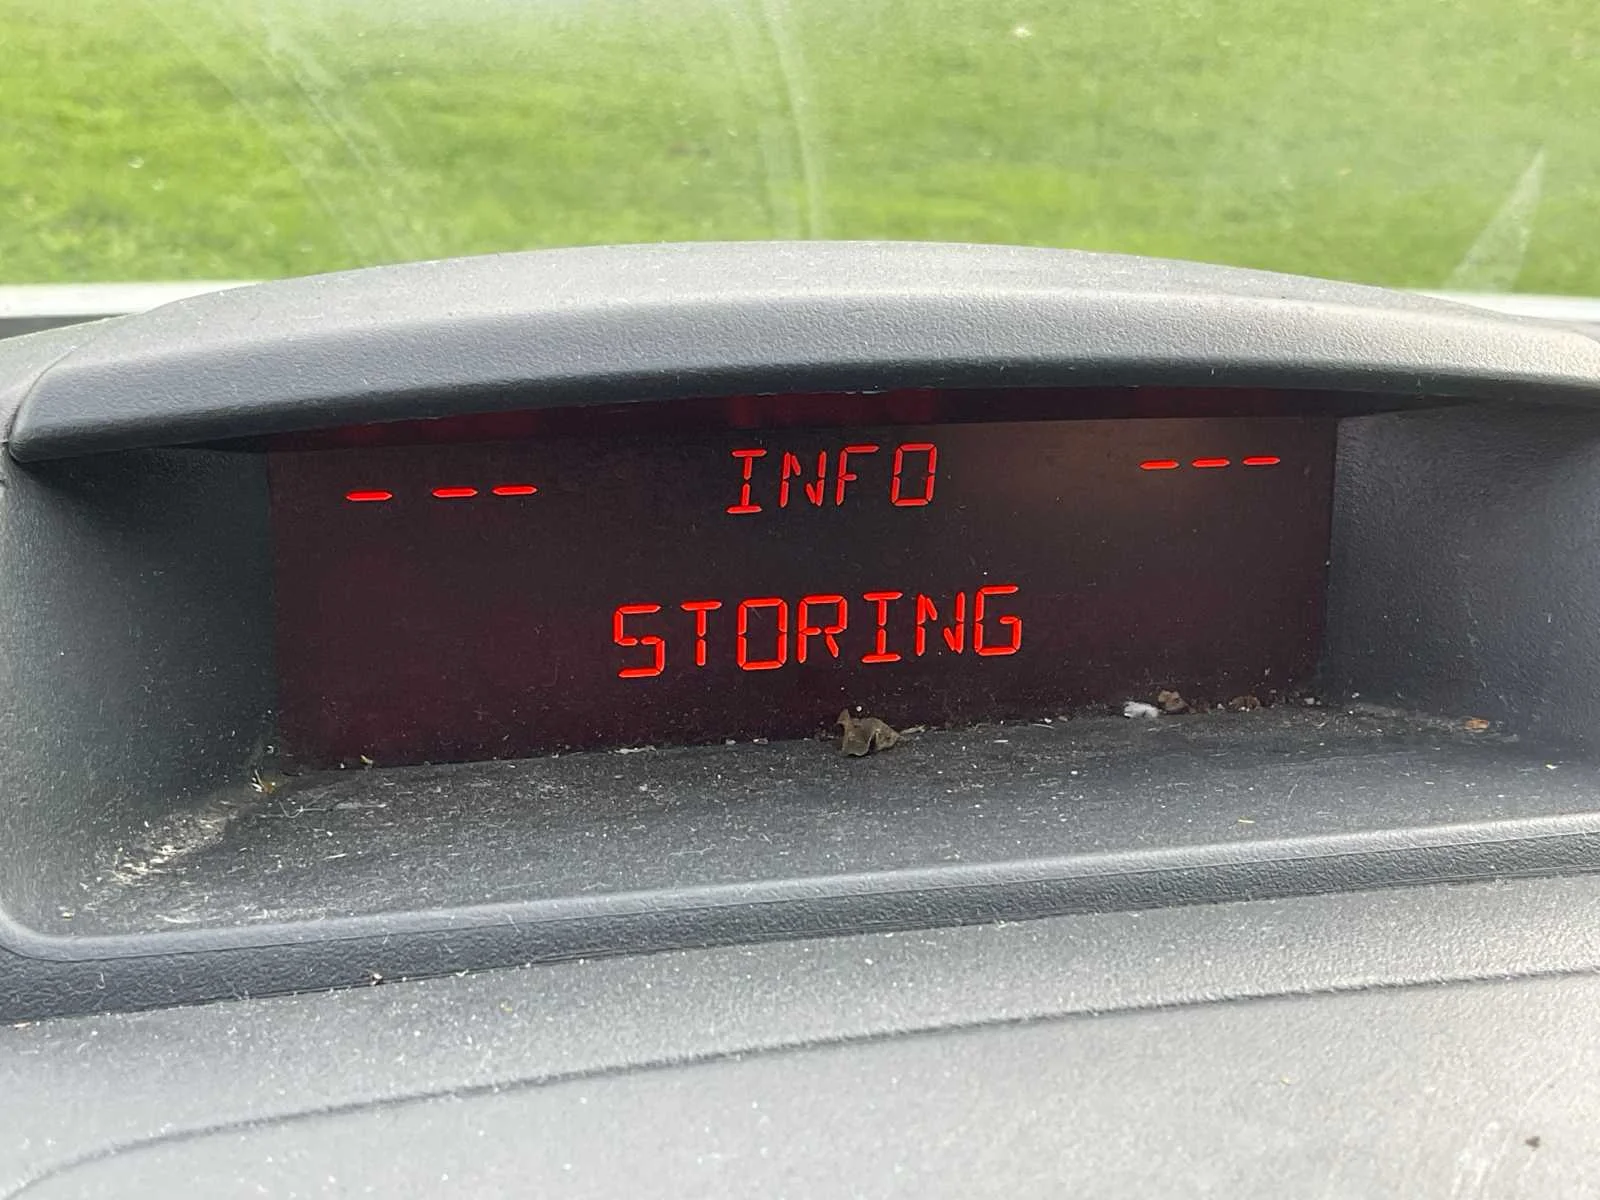 - -- INFO ---
STORING